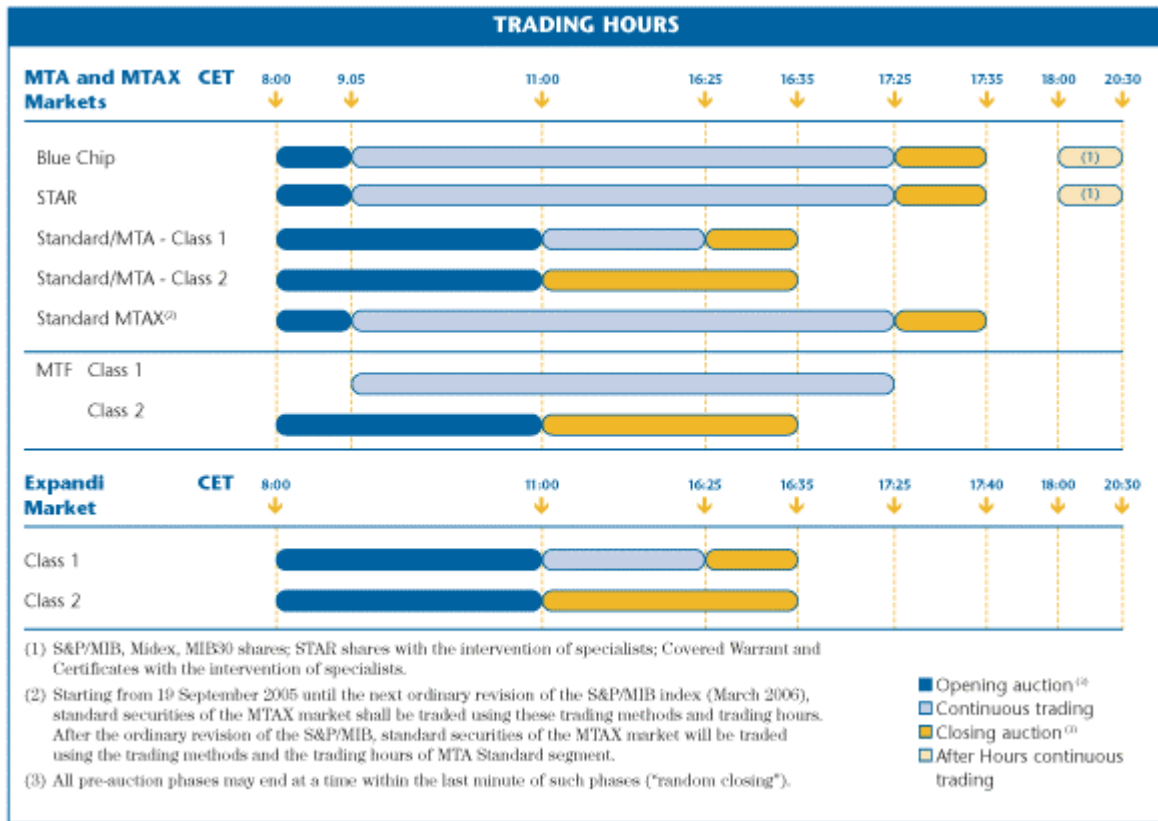 TRADING HOURS
MTA and MTAX CET 8:00 9.05 11:00 16:25 16:35 17:25 17:35 18:00 20:30
Markets
Blue Chip (1)
STAR (1)
Standard/MTA - Class 1
Standard/MTA - Class 2
Standard MTAX(2)
MTF Class 1
Class 2
Expandi CET 8:00 11:00 16:25 16:35 17:25 17:40 18:00 20:30
Market
Class 1
Class 2
(1) S&P/MIB, Midex, MIB30 shares; STAR shares with the intervention of specialists; Covered Warrant and
Certificates with the intervention of specialists.
(2) Starting from 19 September 2005 until the next ordinary revision of the S&P/MIB index (March 2006),
standard securities of the MTAX market shall be traded using these trading methods and trading hours.
After the ordinary revision of the S&P/MIB, standard securities of the MTAX market will be traded
using the trading methods and the trading hours of MTA Standard segment.
(3) All pre-auction phases may end at a time within the last minute of such phases ("random closing").
Opening auction(3)
Continuous trading
Closing auction(3)
After Hours continuous
trading